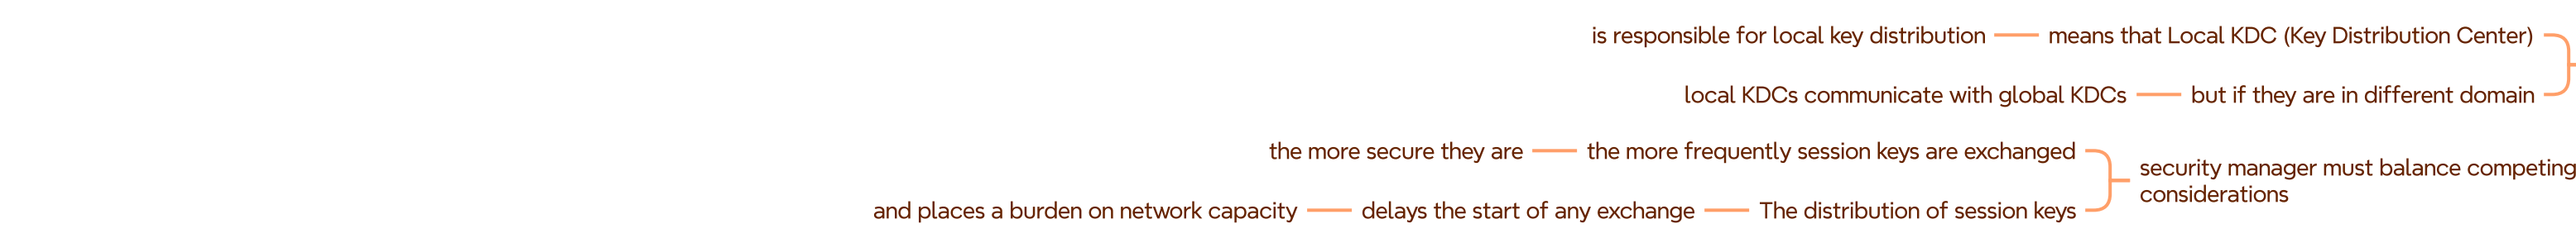 is responsible for local key distribution
means that Local KDC (Key Distribution Center)
local KDCs communicate with global KDCs
but if they are in different domain
the more secure they are
the more frequently session keys are exchanged
security manager must balance competing
considerations
and places a burden on network capacity
delays the start of any exchange
The distribution of session keys